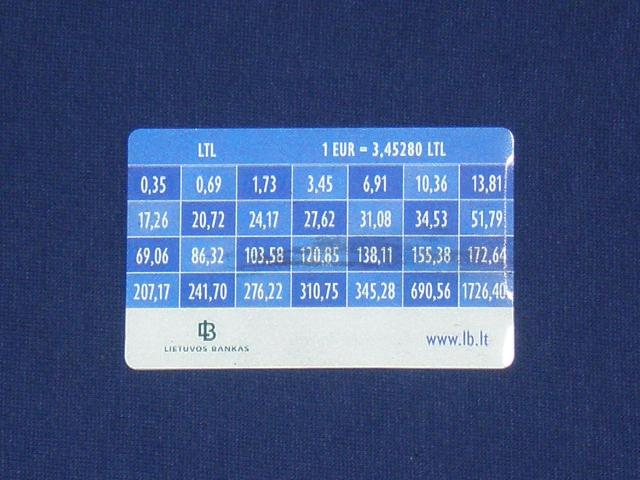 LTL 1 EUR = 3,45280 LTL
0,35 0,69 1,73 3,45 6,91 10,36 13,81
17,26 20,72 24,17 27,62 31,08 34,53 51,79
69,06 86,32 103,58 120,85 138,11 155,38 172,64
207,17 241,70 276,22 310,75 345,28 690,56 1726,40
LIETUVOS BANKAS
www.lb.lt